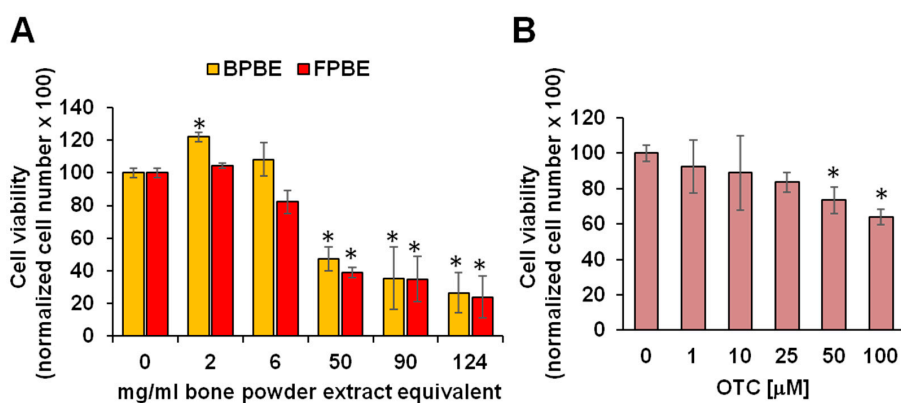 A
BPBE FPBE
Cell viability
(normalized cell number x 100)
140
120
100
80
60
40
20
0
*
* *
* *
* *
0 2 6 50 90 124
mg/ml bone powder extract equivalent
B
Cell viability
(normalized cell number x 100)
120
100
80
60
40
20
0
*
*
0 1 10 25 50 100
OTC [μM]